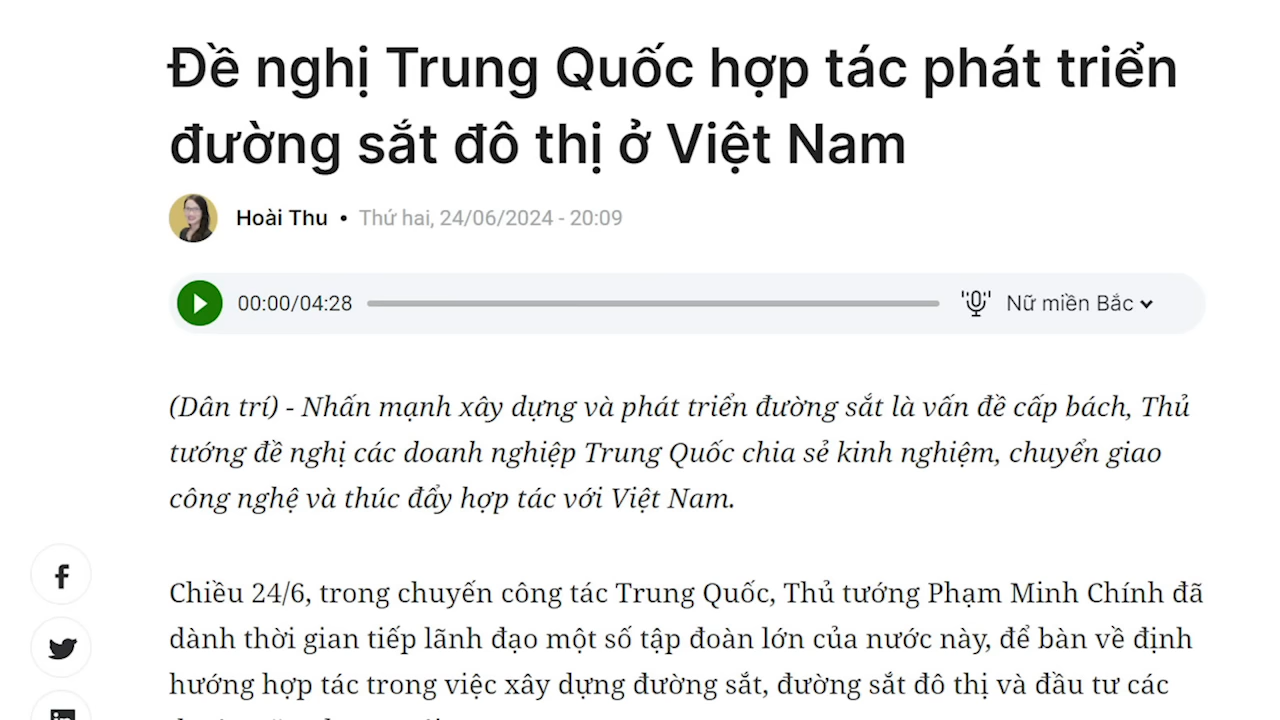 Đề nghị Trung Quốc hợp tác phát triển
đường sắt đô thị ở Việt Nam
Hoài Thu • Thứ hai, 24/06/2024 - 20:09
00:00/04:28 Nữ miền Bắc
(Dân trí) - Nhấn mạnh xây dựng và phát triển đường sắt là vấn đề cấp bách, Thủ
tướng đề nghị các doanh nghiệp Trung Quốc chia sẻ kinh nghiệm, chuyển giao
công nghệ và thúc đẩy hợp tác với Việt Nam.
Chiều 24/6, trong chuyến công tác Trung Quốc, Thủ tướng Phạm Minh Chính đã
dành thời gian tiếp lãnh đạo một số tập đoàn lớn của nước này, để bàn về định
hướng hợp tác trong việc xây dựng đường sắt, đường sắt đô thị và đầu tư các